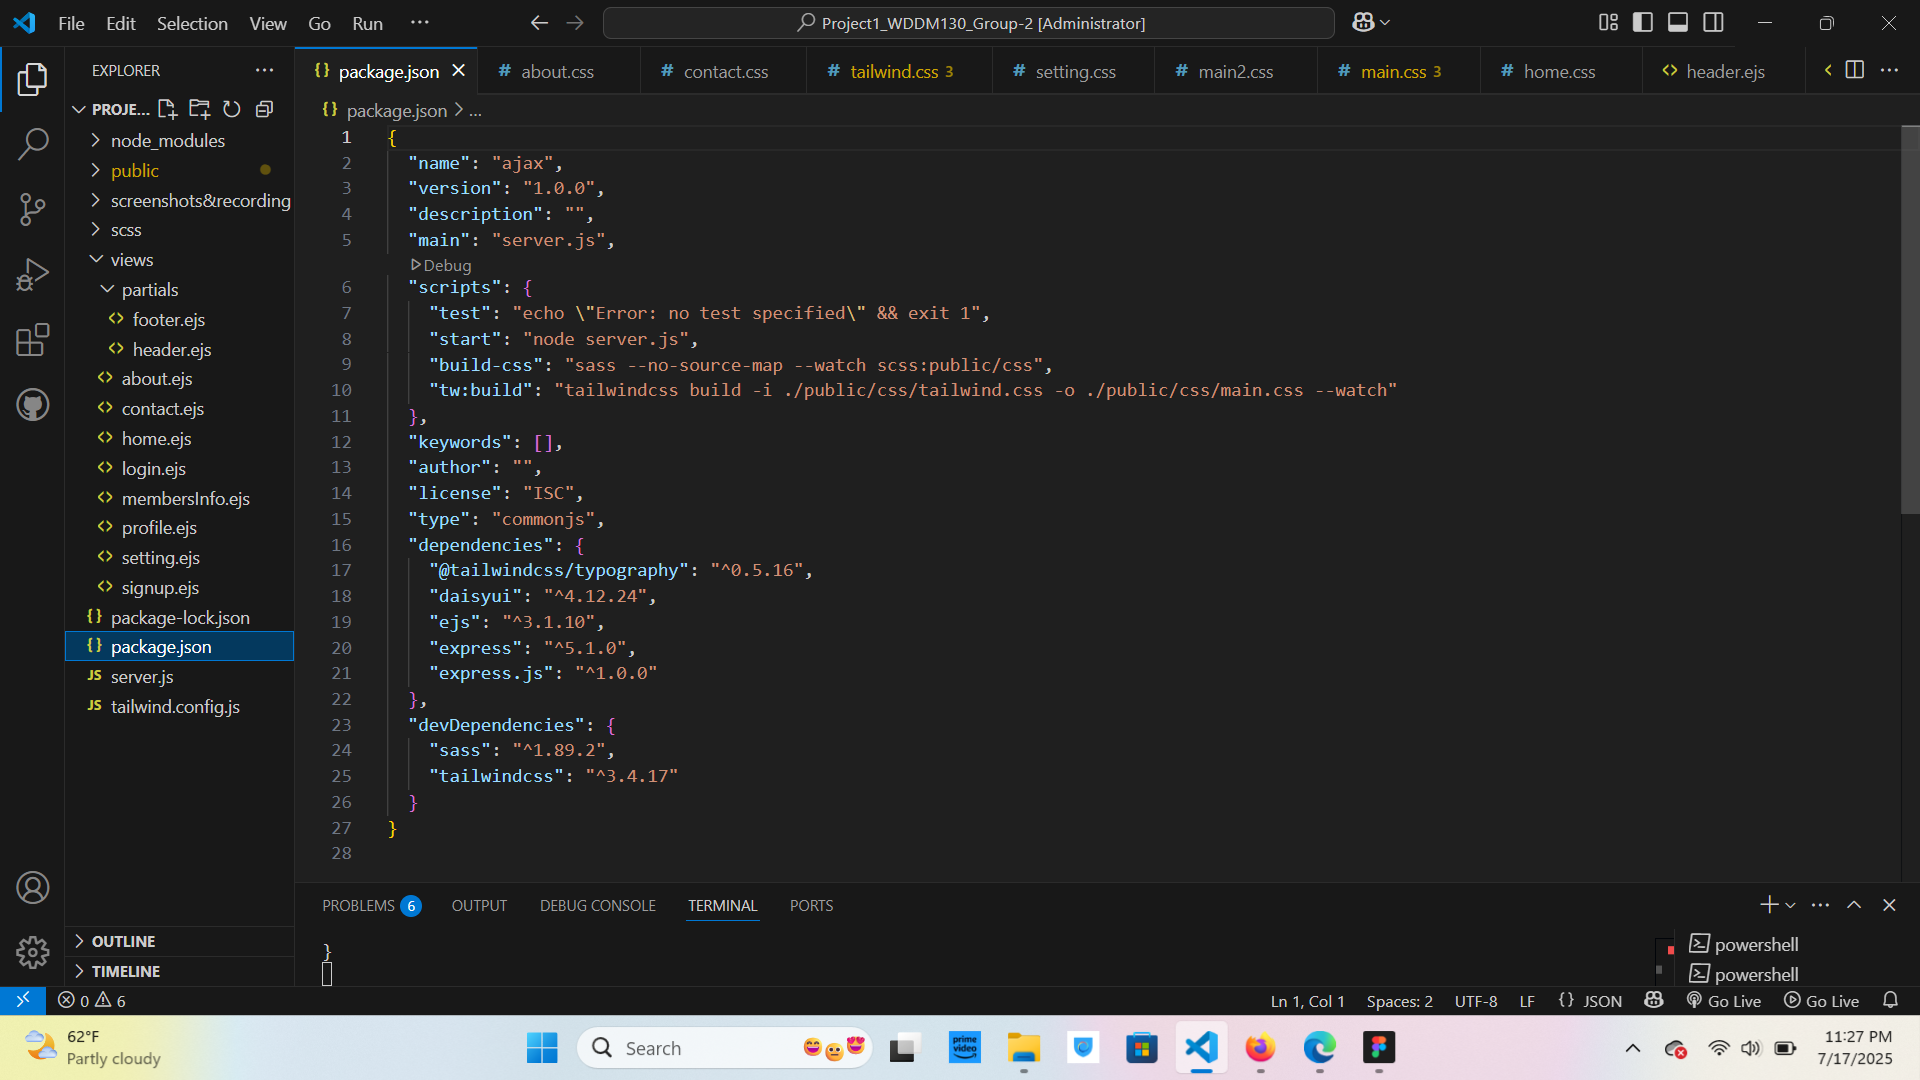 File Edit Selection View Go Run ···
Project1_WDDM130_Group-2 [Administrator]
EXPLORER ···
PROJE...
node_modules
public
screenshots&recording
scss
views
partials
footer.ejs
header.ejs
about.ejs
contact.ejs
home.ejs
login.ejs
membersInfo.ejs
profile.ejs
setting.ejs
signup.ejs
{} package-lock.json
{} package.json
JS server.js
JS tailwind.config.js
OUTLINE
TIMELINE
{} package.json
# about.css
# contact.css
# tailwind.css 3
# setting.css
# main2.css
# main.css 3
# home.css
<> header.ejs
{} package.json > ...
1 {
2 "name": "ajax",
3 "version": "1.0.0",
4 "description": "",
5 "main": "server.js",
Debug
6 "scripts": {
7 "test": "echo \"Error: no test specified\" && exit 1",
8 "start": "node server.js",
9 "build-css": "sass --no-source-map --watch scss:public/css",
10 "tw:build": "tailwindcss build -i ./public/css/tailwind.css -o ./public/css/main.css --watch"
11 },
12 "keywords": [],
13 "author": "",
14 "license": "ISC",
15 "type": "commonjs",
16 "dependencies": {
17 "@tailwindcss/typography": "^0.5.16",
18 "daisyui": "^4.12.24",
19 "ejs": "^3.1.10",
20 "express": "^5.1.0",
21 "express.js": "^1.0.0"
22 },
23 "devDependencies": {
24 "sass": "^1.89.2",
25 "tailwindcss": "^3.4.17"
26 }
27 }
28
PROBLEMS 6 OUTPUT DEBUG CONSOLE TERMINAL PORTS
}
powershell
powershell
0 6
Ln 1, Col 1 Spaces: 2 UTF-8 LF {} JSON Go Live Go Live
62°F
Partly cloudy
Search
prime video
11:27 PM
7/17/2025